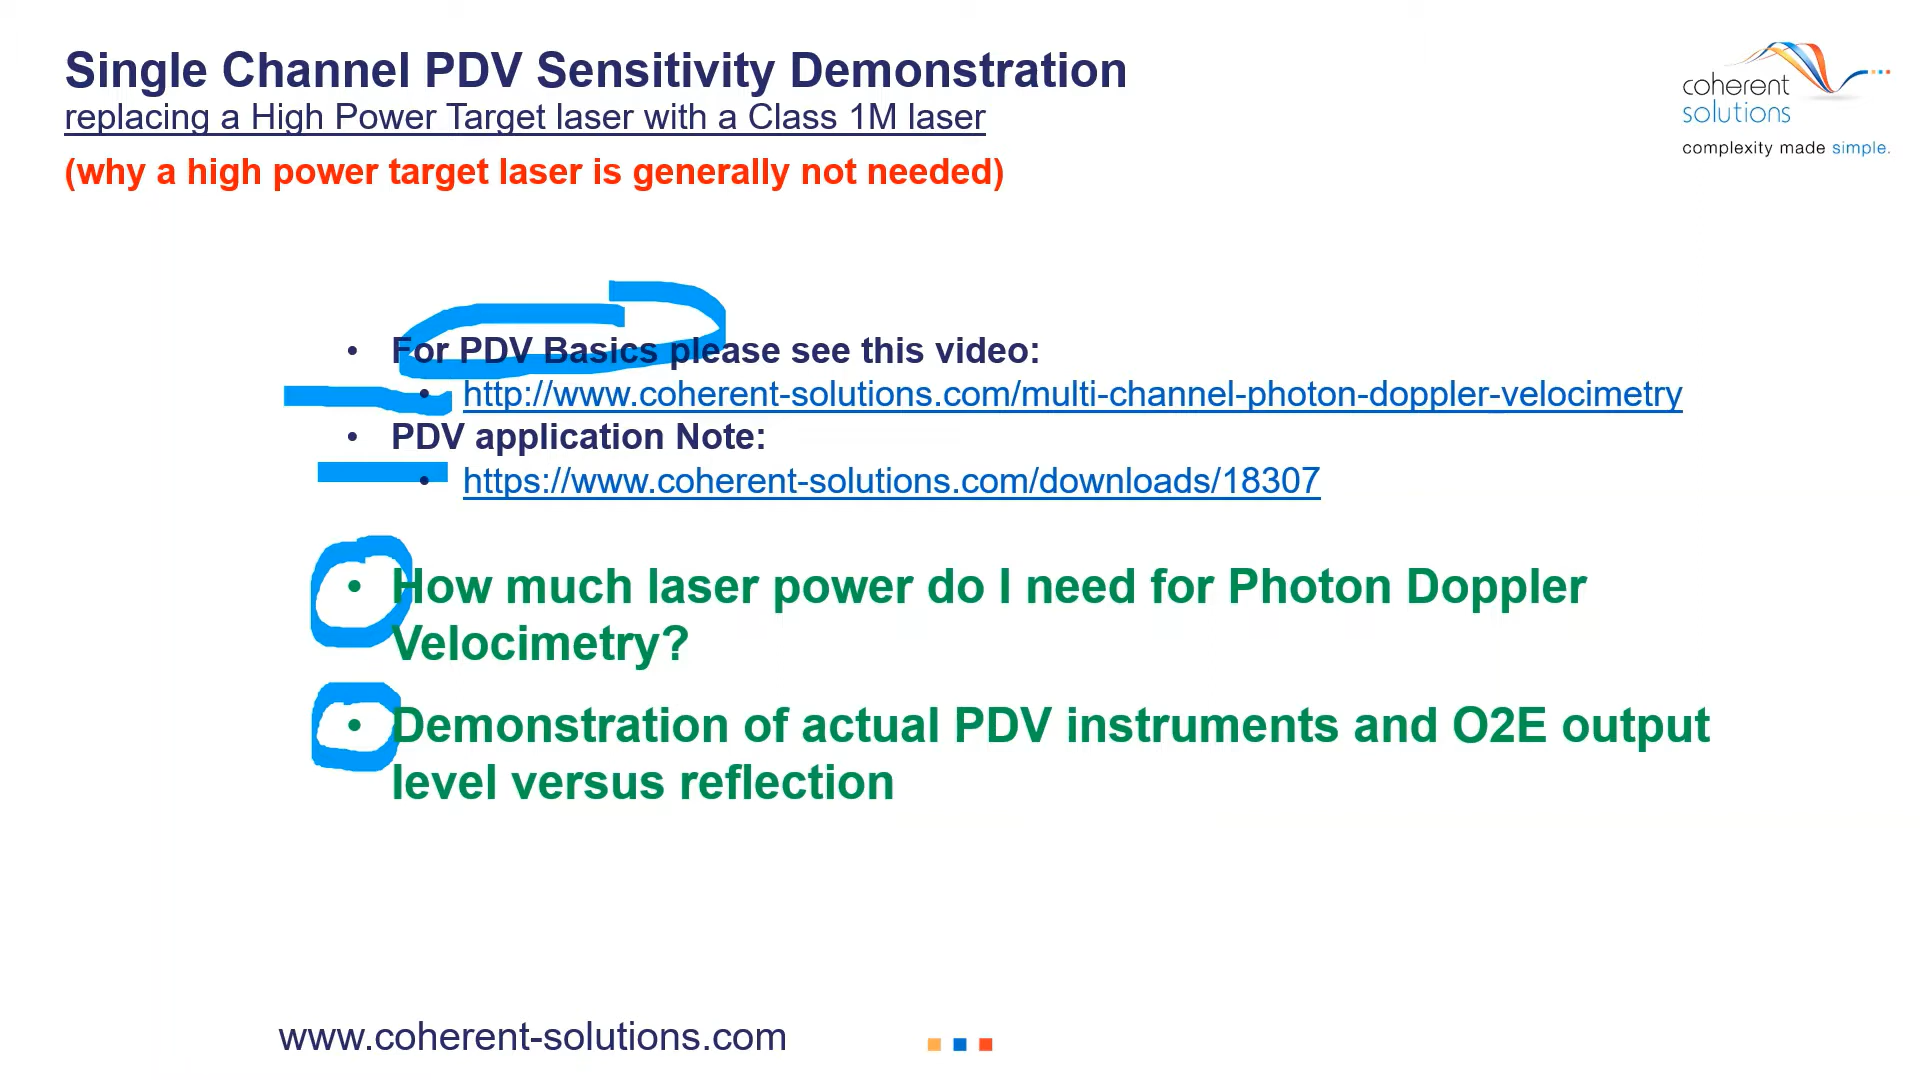 Single Channel PDV Sensitivity Demonstration
replacing a High Power Target laser with a Class 1M laser
(why a high power target laser is generally not needed)
coherent
solutions
complexity made simple.
• For PDV Basics please see this video:
• http://www.coherent-solutions.com/multi-channel-photon-doppler-velocimetry
• PDV application Note:
• https://www.coherent-solutions.com/downloads/18307
• How much laser power do I need for Photon Doppler
Velocimetry?
• Demonstration of actual PDV instruments and O2E output
level versus reflection
www.coherent-solutions.com